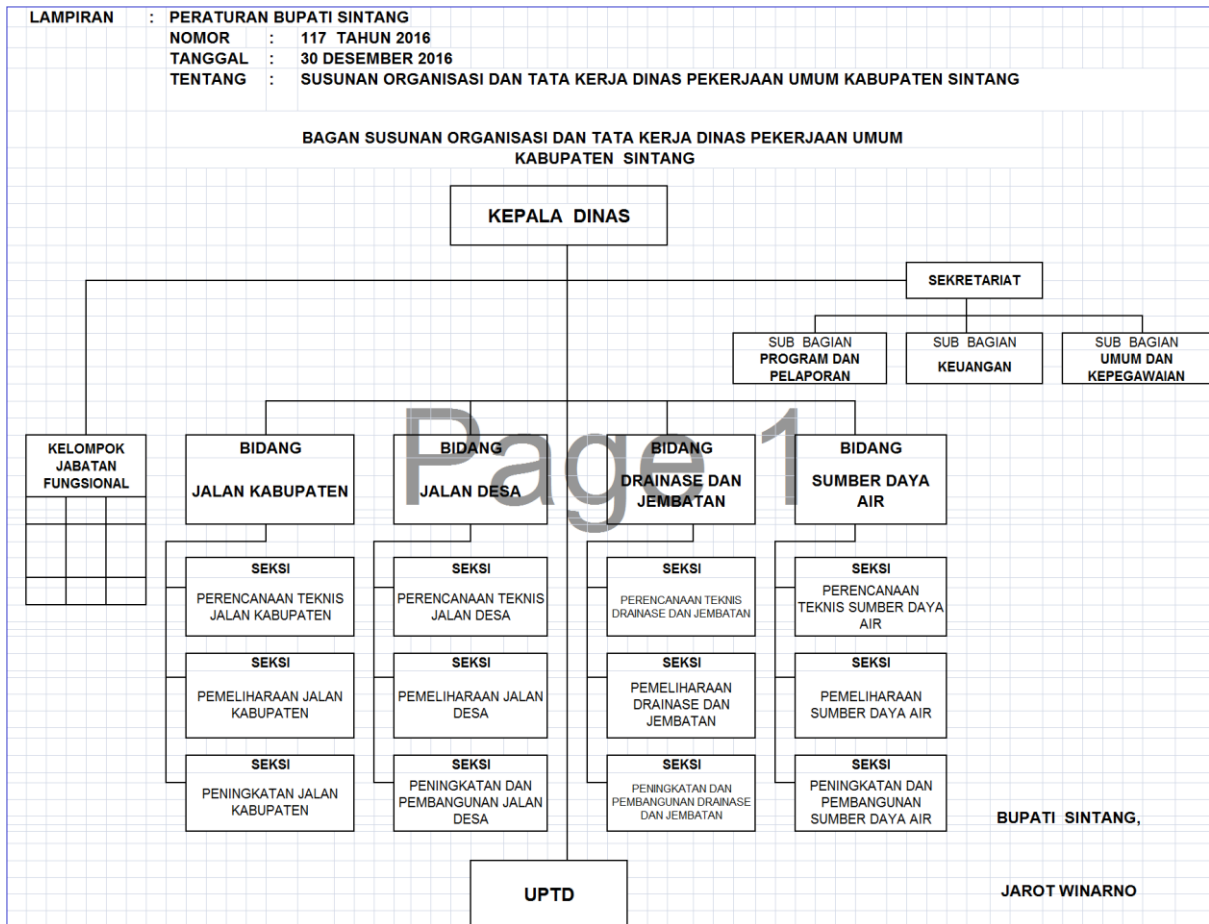 LAMPIRAN : PERATURAN BUPATI SINTANG
NOMOR : 117 TAHUN 2016
TANGGAL : 30 DESEMBER 2016
TENTANG : SUSUNAN ORGANISASI DAN TATA KERJA DINAS PEKERJAAN UMUM KABUPATEN SINTANG
BAGAN SUSUNAN ORGANISASI DAN TATA KERJA DINAS PEKERJAAN UMUM
KABUPATEN SINTANG
KEPALA DINAS
SEKRETARIAT
SUB BAGIAN
PROGRAM DAN
PELAPORAN
SUB BAGIAN
KEUANGAN
SUB BAGIAN
UMUM DAN
KEPEGAWAIAN
Page 1
KELOMPOK
JABATAN
FUNGSIONAL
BIDANG
JALAN KABUPATEN
BIDANG
JALAN DESA
BIDANG
DRAINASE DAN
JEMBATAN
BIDANG
SUMBER DAYA
AIR
SEKSI
PERENCANAAN TEKNIS
JALAN KABUPATEN
SEKSI
PERENCANAAN TEKNIS
JALAN DESA
SEKSI
PERENCANAAN TEKNIS
DRAINASE DAN JEMBATAN
SEKSI
PERENCANAAN
TEKNIS SUMBER DAYA
AIR
SEKSI
PEMELIHARAAN JALAN
KABUPATEN
SEKSI
PEMELIHARAAN JALAN
DESA
SEKSI
PEMELIHARAAN
DRAINASE DAN
JEMBATAN
SEKSI
PEMELIHARAAN
SUMBER DAYA AIR
SEKSI
PENINGKATAN JALAN
KABUPATEN
SEKSI
PENINGKATAN DAN
PEMBANGUNAN JALAN
DESA
SEKSI
PENINGKATAN DAN
PEMBANGUNAN DRAINASE
DAN JEMBATAN
SEKSI
PENINGKATAN DAN
PEMBANGUNAN
SUMBER DAYA AIR
BUPATI SINTANG,
UPTD
JAROT WINARNO